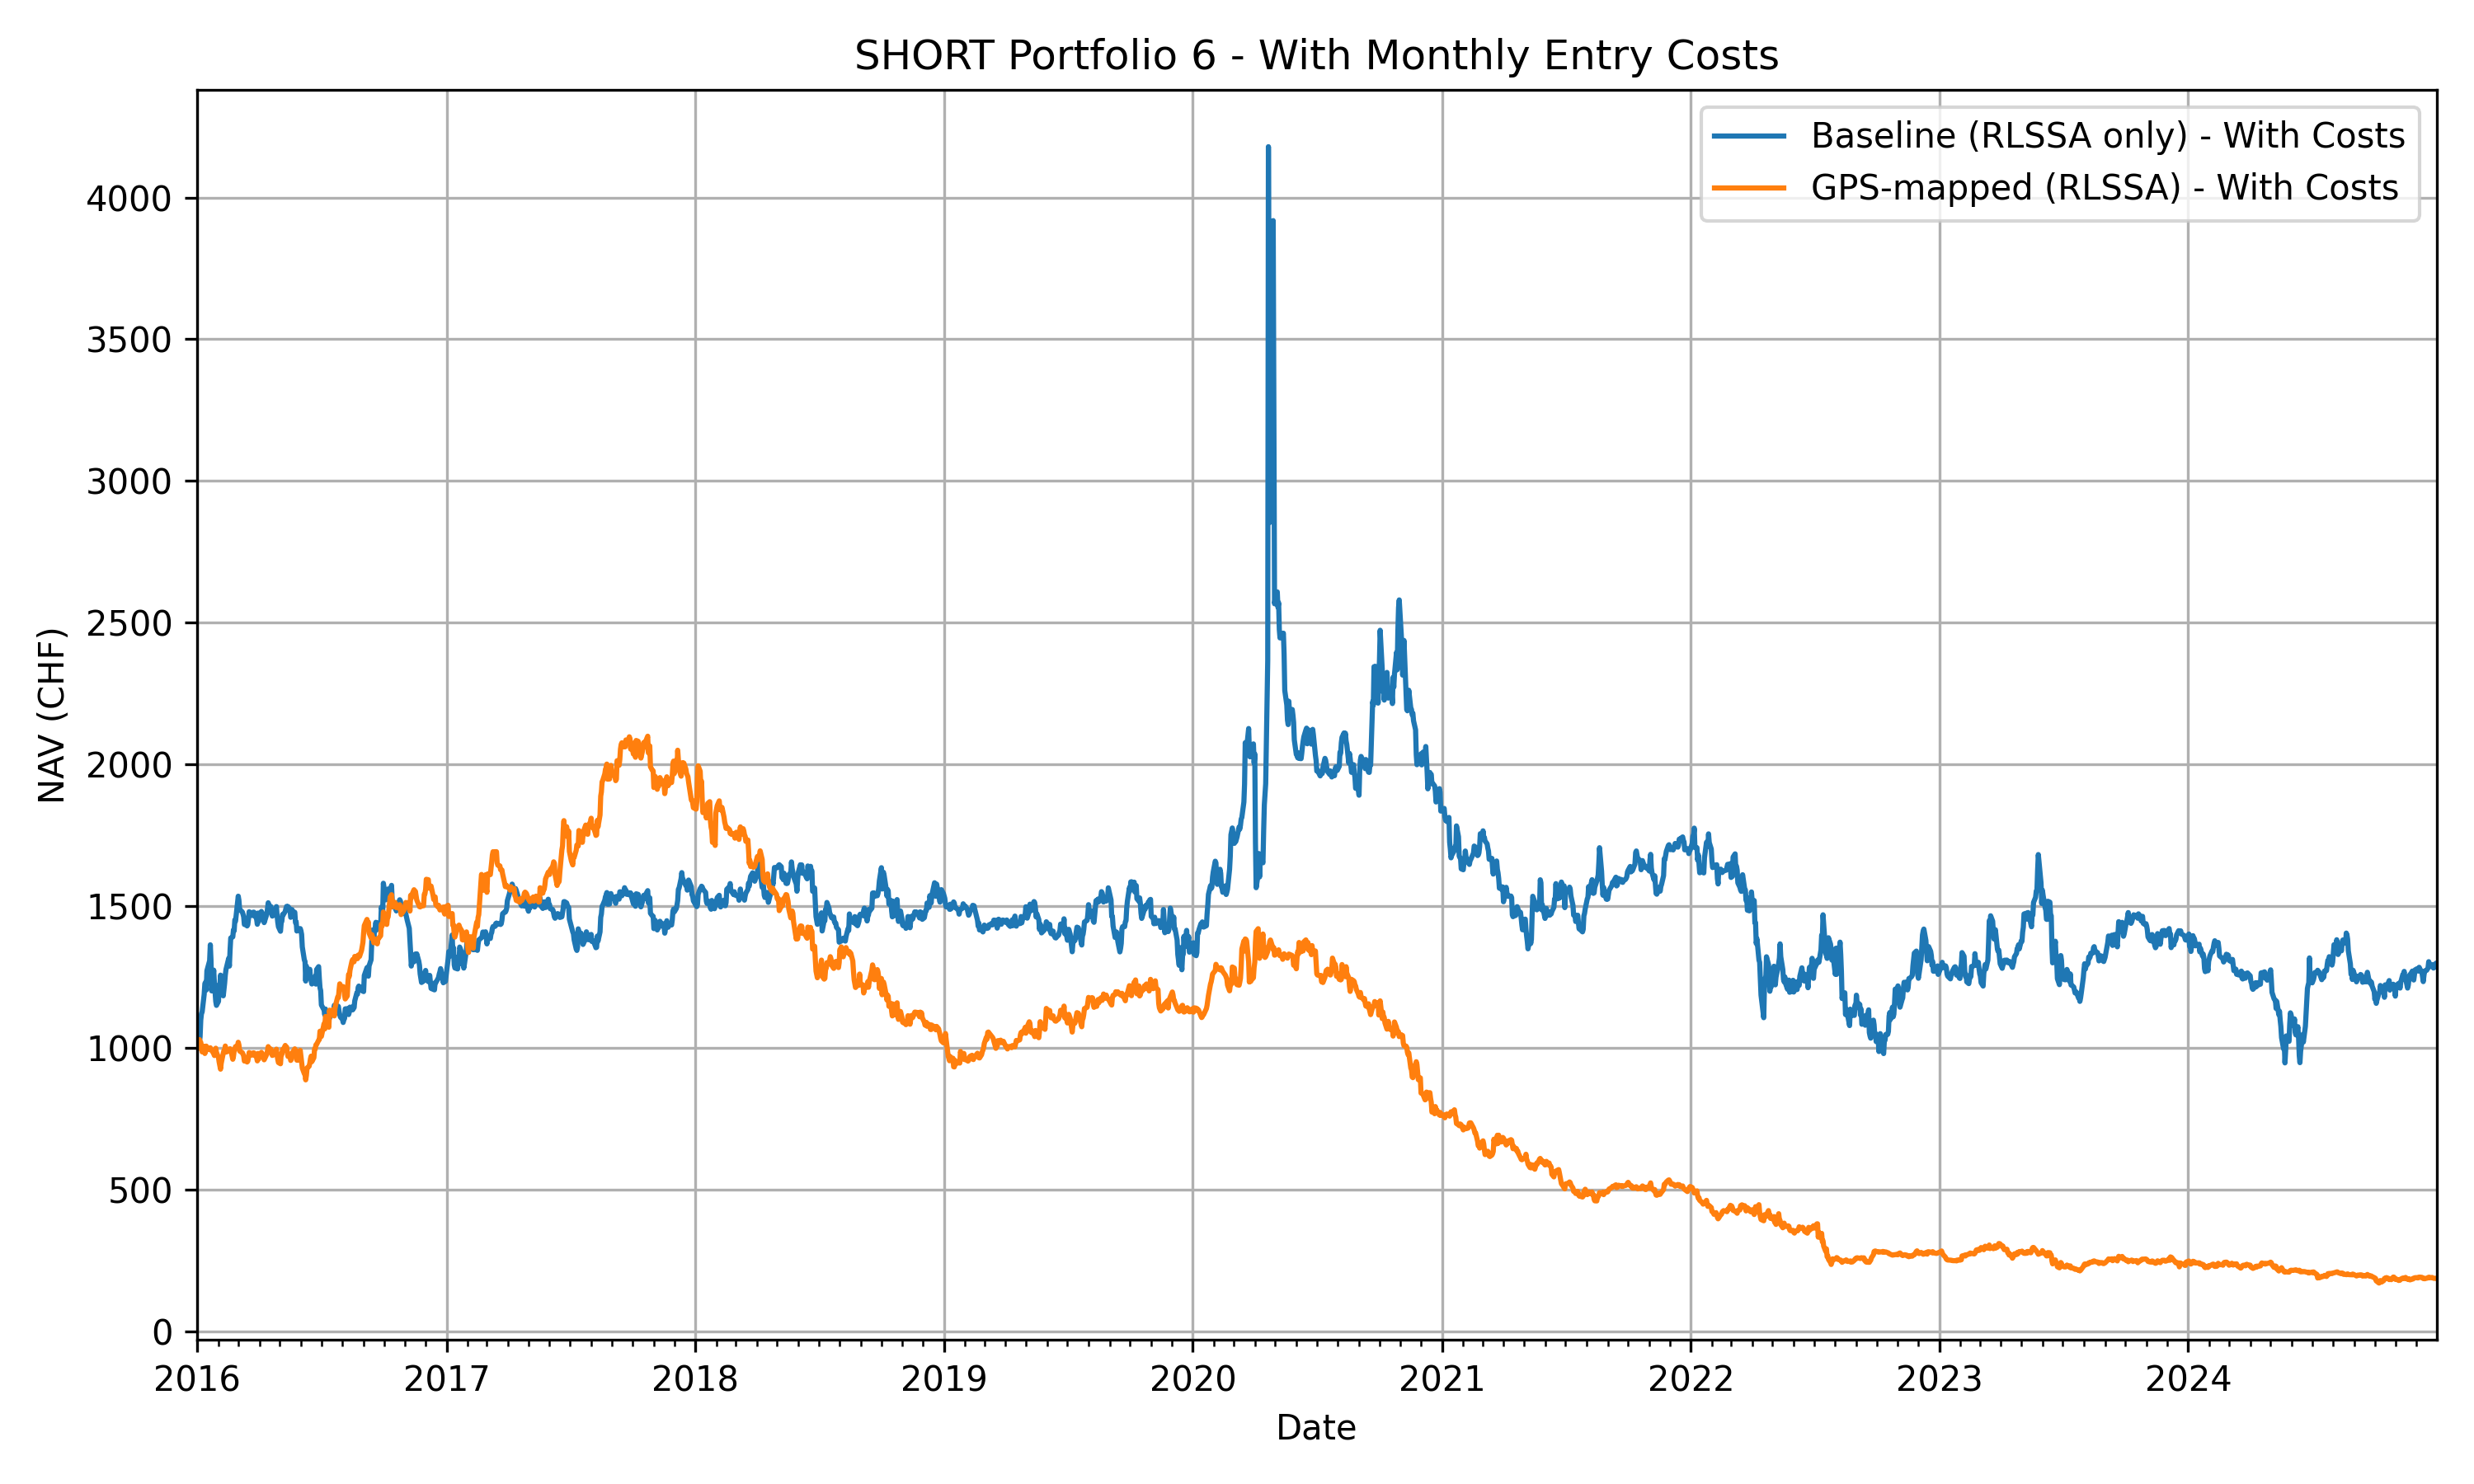 SHORT Portfolio 6 - With Monthly Entry Costs
Baseline (RLSSA only) - With Costs
GPS-mapped (RLSSA) - With Costs
NAV (CHF)
4000
3500
3000
2500
2000
1500
1000
500
0
2016 2017 2018 2019 2020 2021 2022 2023 2024
Date